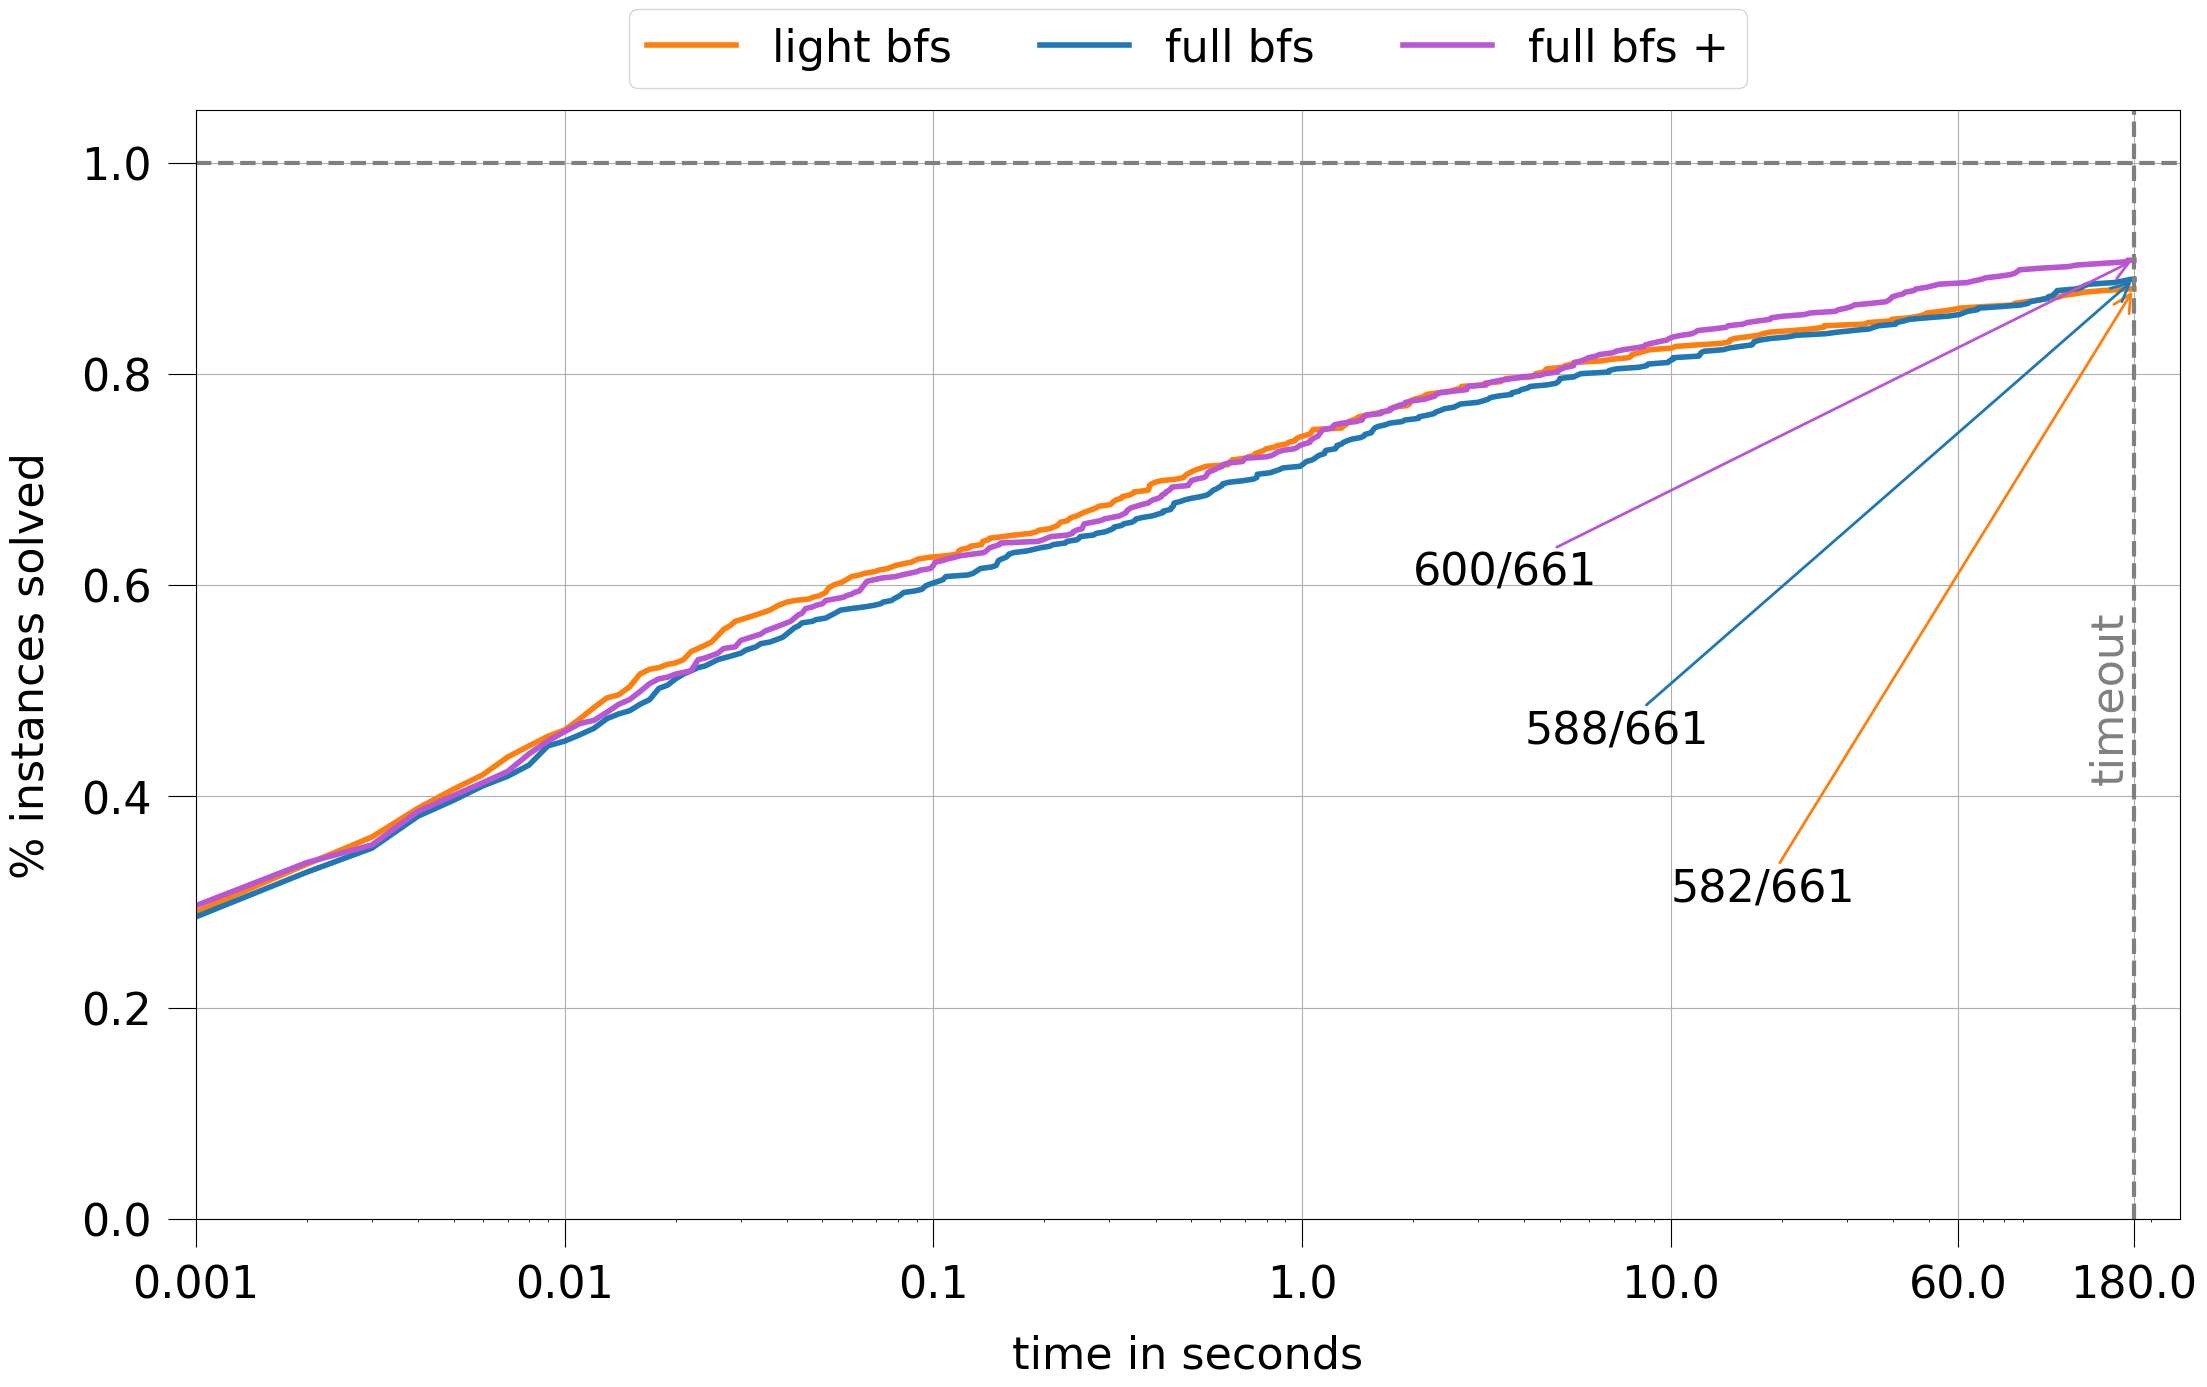 light bfs full bfs full bfs +
% instances solved
1.0
0.8
0.6
0.4
0.2
0.0
600/661
588/661
582/661
timeout
0.001 0.01 0.1 1.0 10.0 60.0 180.0
time in seconds